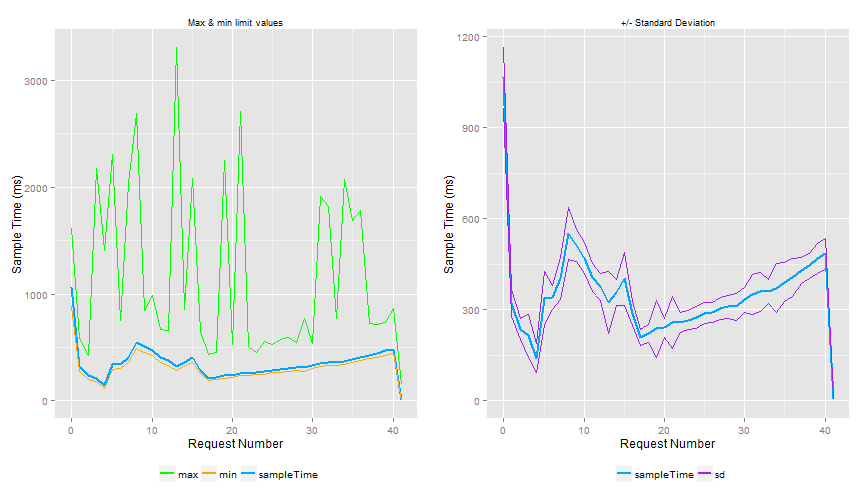 Max & min limit values
Sample Time (ms)
3000
2000
1000
0
0
10
20
30
40
Request Number
max min sampleTime
+/- Standard Deviation
Sample Time (ms)
1200
900
600
300
0
0
10
20
30
40
Request Number
sampleTime sd